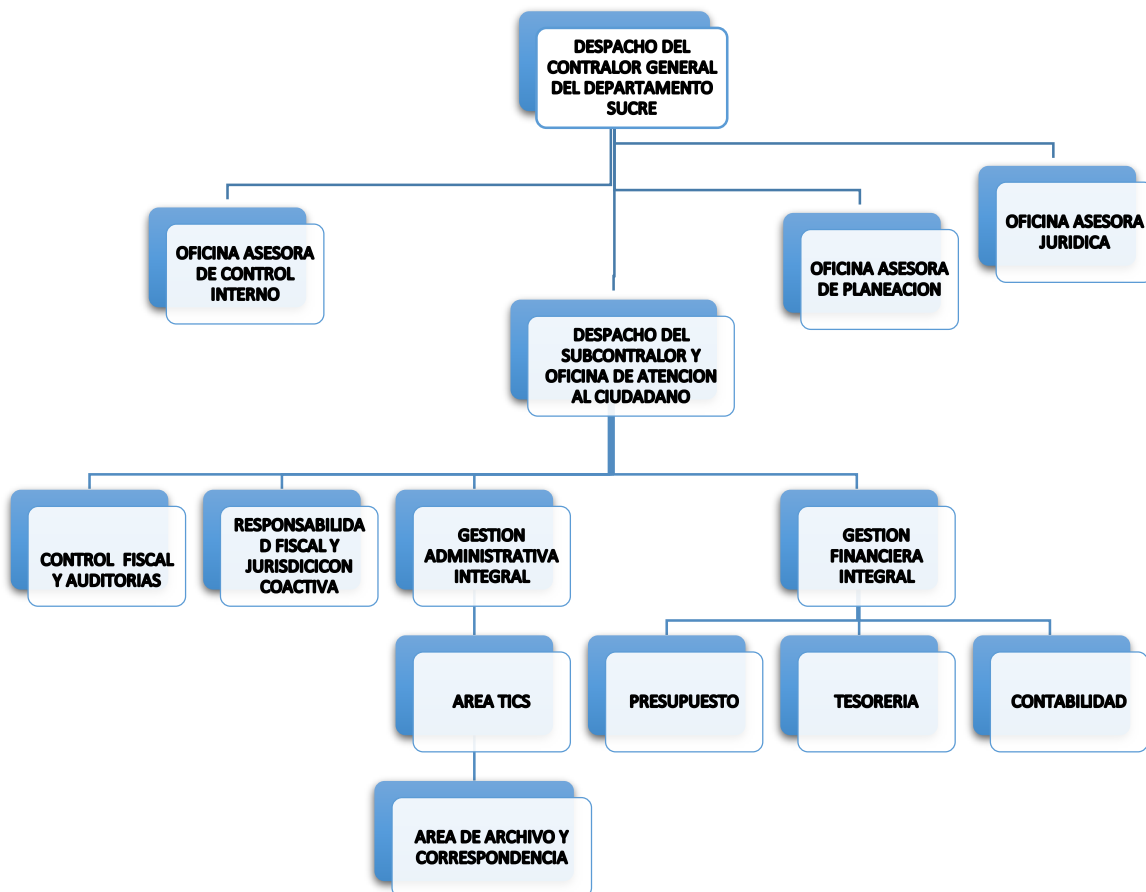 DESPACHO DEL
CONTRALOR GENERAL
DEL DEPARTAMENTO
SUCRE
OFICINA ASESORA
DE CONTROL
INTERNO
OFICINA ASESORA
DE PLANEACION
OFICINA ASESORA
JURIDICA
DESPACHO DEL
SUBCONTRALOR Y
OFICINA DE ATENCION
AL CIUDADANO
CONTROL FISCAL
Y AUDITORIAS
RESPONSABILIDA
D FISCAL Y
JURISDICICON
COACTIVA
GESTION
ADMINISTRATIVA
INTEGRAL
GESTION
FINANCIERA
INTEGRAL
AREA TICS
PRESUPUESTO
TESORERIA
CONTABILIDAD
AREA DE ARCHIVO Y
CORRESPONDENCIA